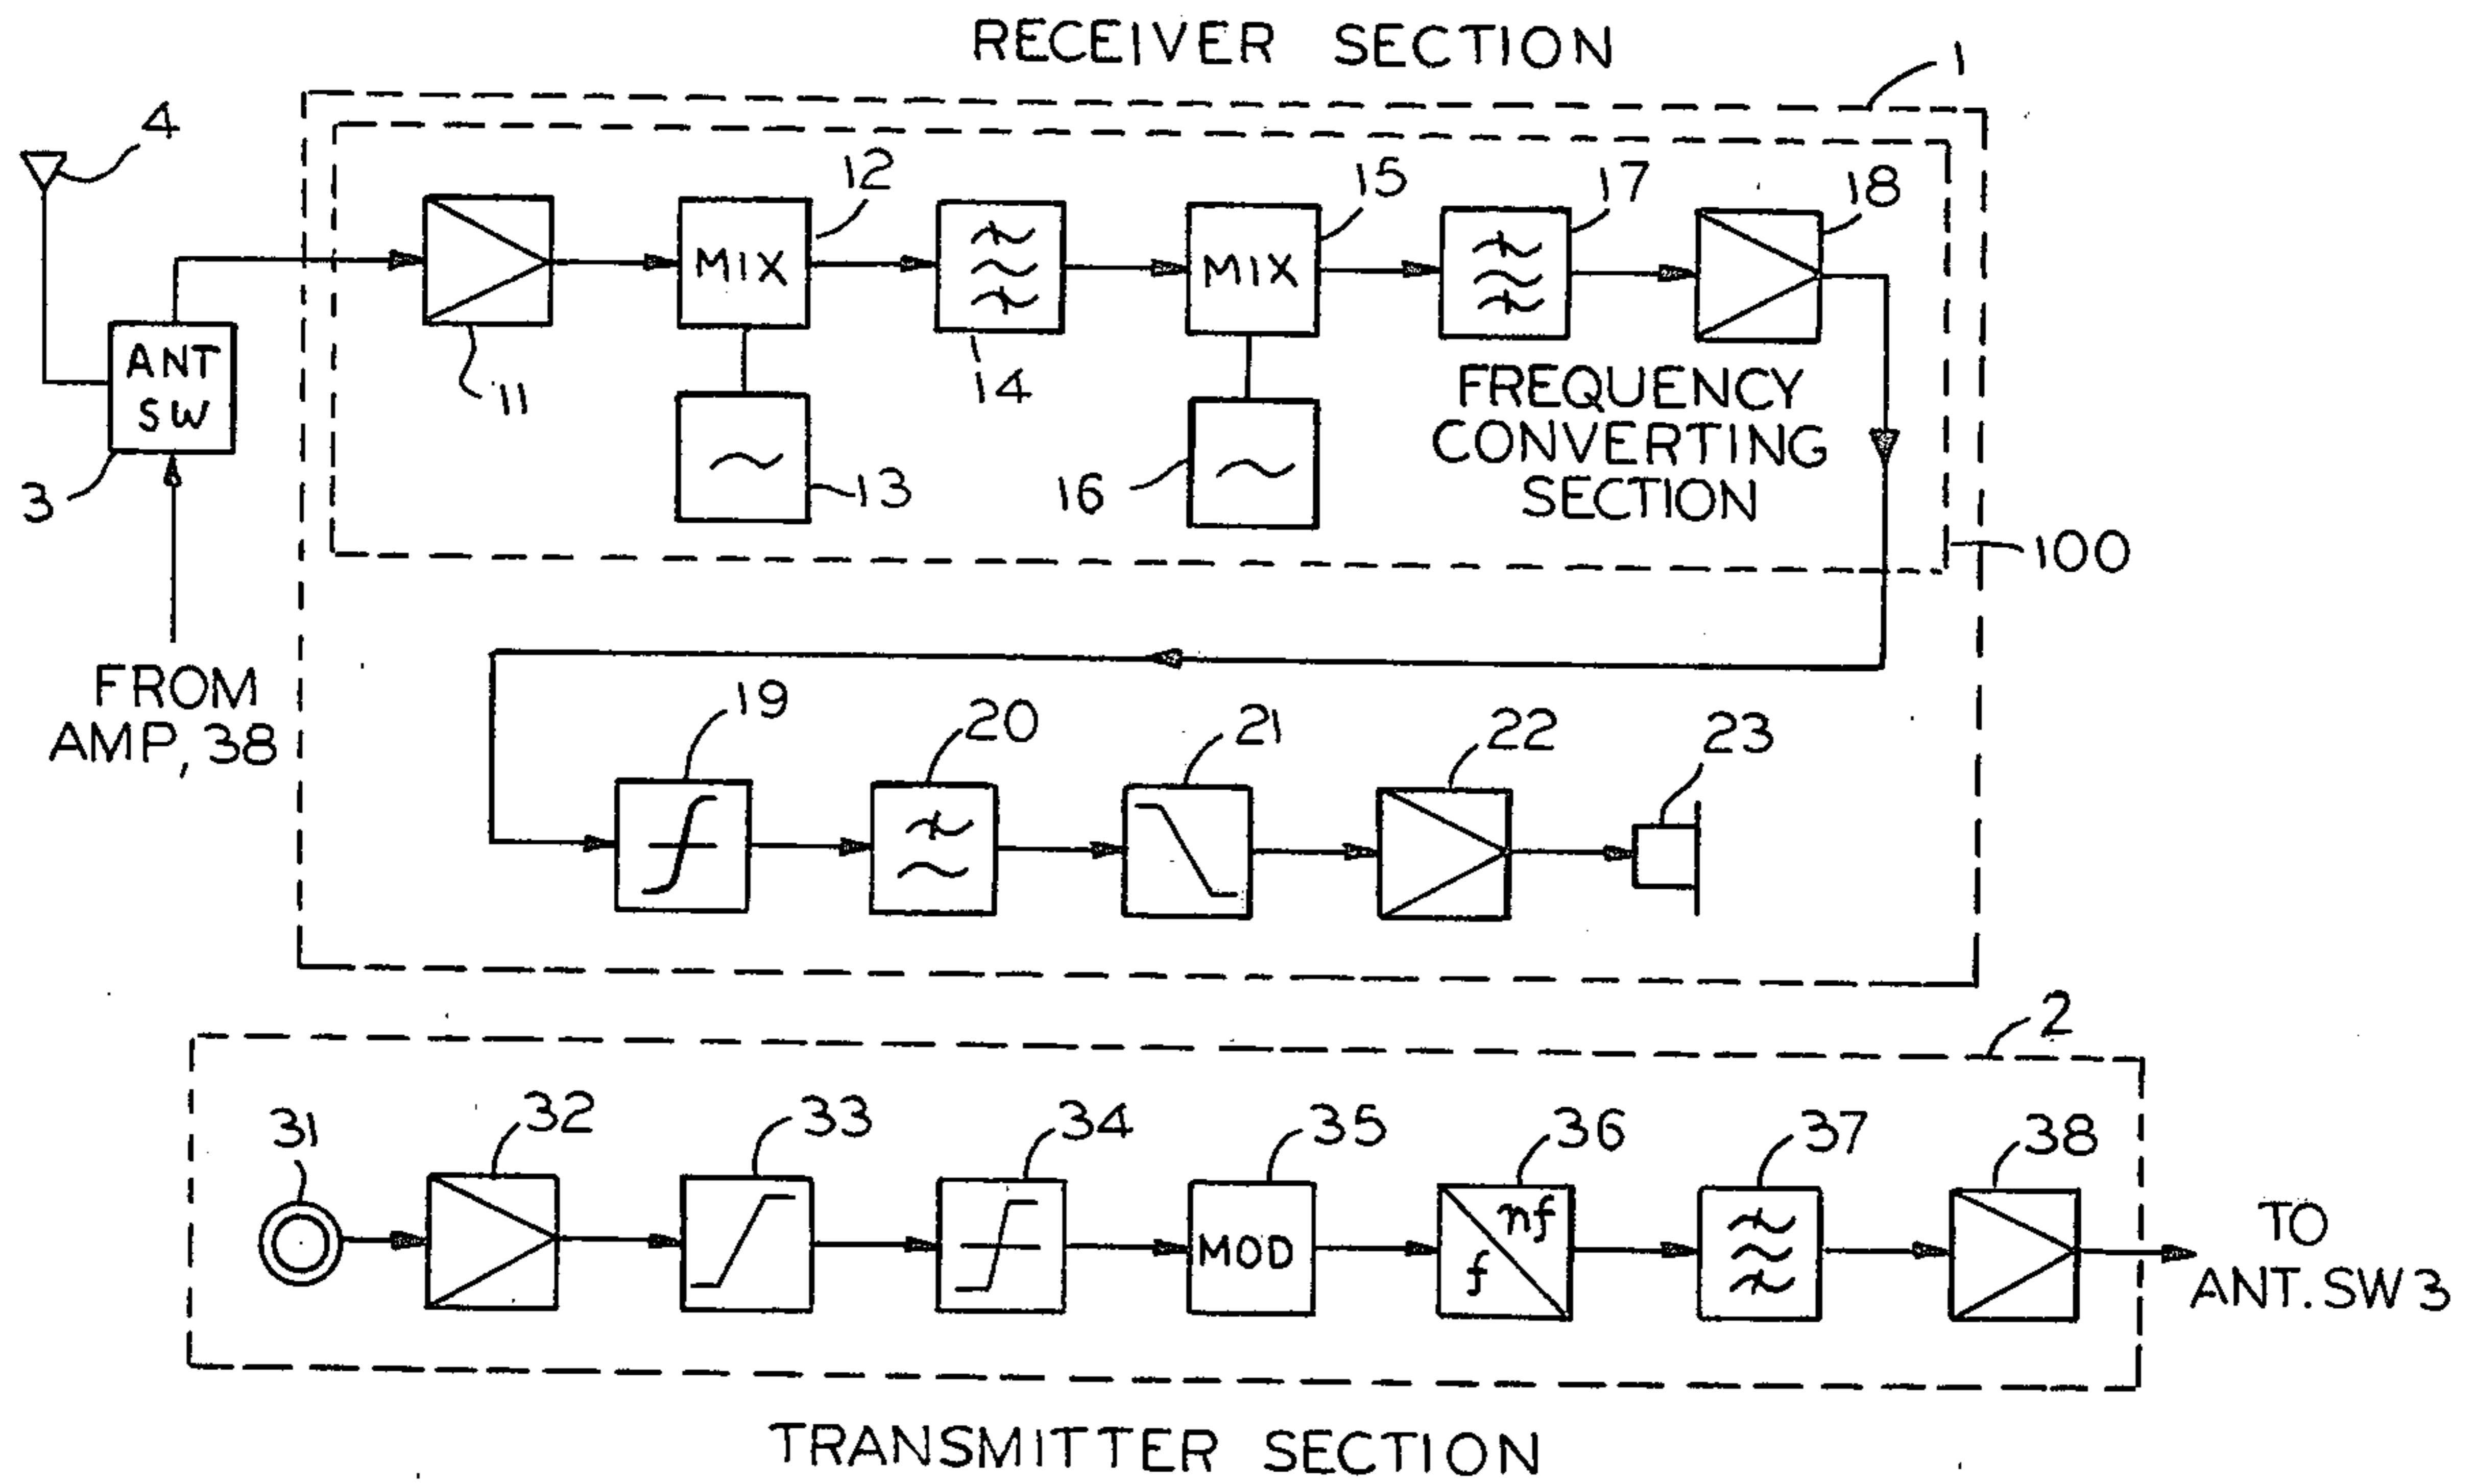 RECEIVER SECTION
1
4
12
15
17
18
MIX
MIX
ANT
SW
11
14
FREQUENCY
CONVERTING
SECTION
13
16
3
100
FROM
AMP, 38
19
20
21
22
23
2
31
32
33
34
35
36
37
38
nf
f
MOD
TO
ANT. SW 3
TRANSMITTER SECTION